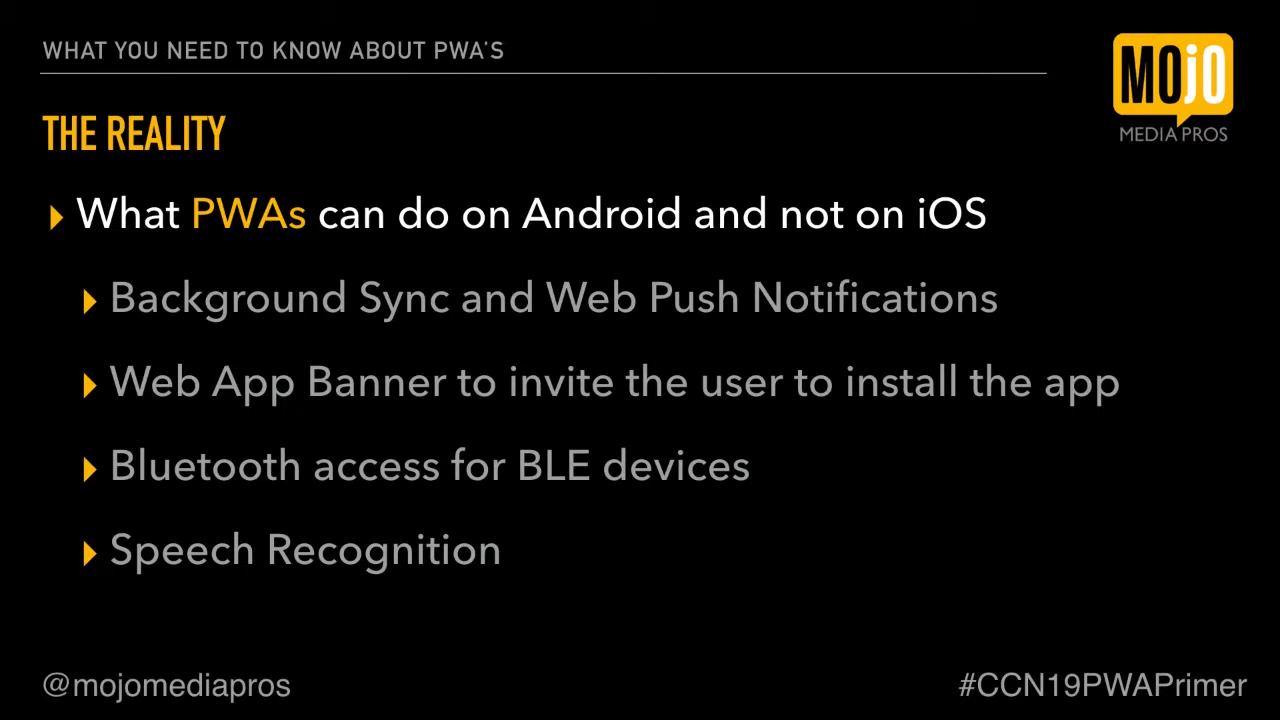 WHAT YOU NEED TO KNOW ABOUT PWA'S
MOjO
MEDIA PROS
THE REALITY
What PWAs can do on Android and not on iOS
Background Sync and Web Push Notifications
Web App Banner to invite the user to install the app
Bluetooth access for BLE devices
Speech Recognition
@mojomediapros
#CCN19PWAPrimer